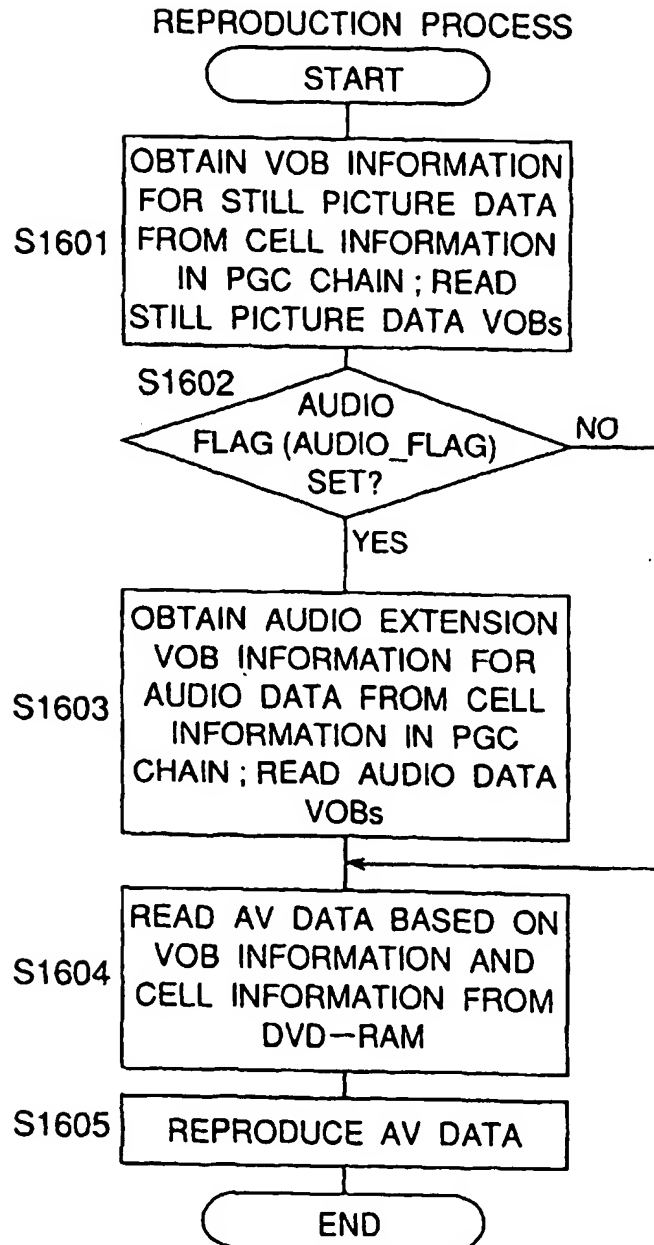 REPRODUCTION PROCESS
START
S1601
OBTAIN VOB INFORMATION
FOR STILL PICTURE DATA
FROM CELL INFORMATION
IN PGC CHAIN ; READ
STILL PICTURE DATA VOBs
S1602
AUDIO
FLAG (AUDIO_FLAG)
SET?
NO
YES
S1603
OBTAIN AUDIO EXTENSION
VOB INFORMATION FOR
AUDIO DATA FROM CELL
INFORMATION IN PGC
CHAIN ; READ AUDIO DATA
VOBs
S1604
READ AV DATA BASED ON
VOB INFORMATION AND
CELL INFORMATION FROM
DVD-RAM
S1605
REPRODUCE AV DATA
END